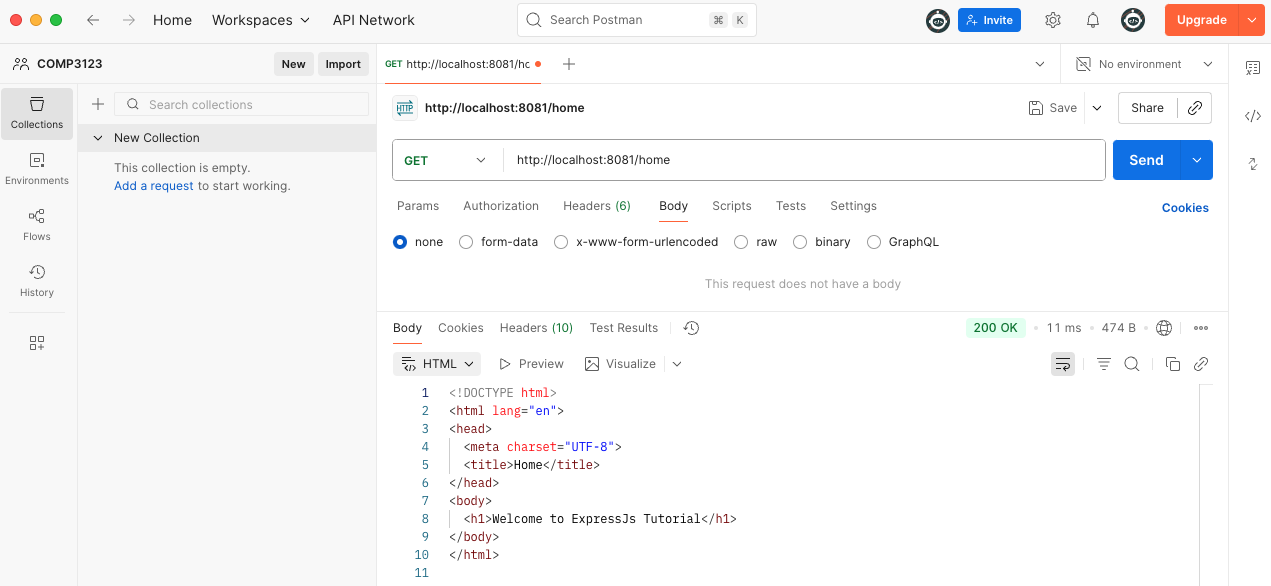 Home Workspaces API Network Search Postman ⌘ K Invite Upgrade
COMP3123 New Import GET http://localhost:8081/hc No environment
Collections Search collections http://localhost:8081/home Save Share
New Collection
This collection is empty.
Add a request to start working.
GET http://localhost:8081/home Send
Environments
Flows
History
Params Authorization Headers (6) Body Scripts Tests Settings Cookies
none form-data x-www-form-urlencoded raw binary GraphQL
This request does not have a body
Body Cookies Headers (10) Test Results 200 OK 11 ms 474 B
HTML Preview Visualize
1 <!DOCTYPE html>
2 <html lang="en">
3 <head>
4 <meta charset="UTF-8">
5 <title>Home</title>
6 </head>
7 <body>
8 <h1>Welcome to ExpressJs Tutorial</h1>
9 </body>
10 </html>
11